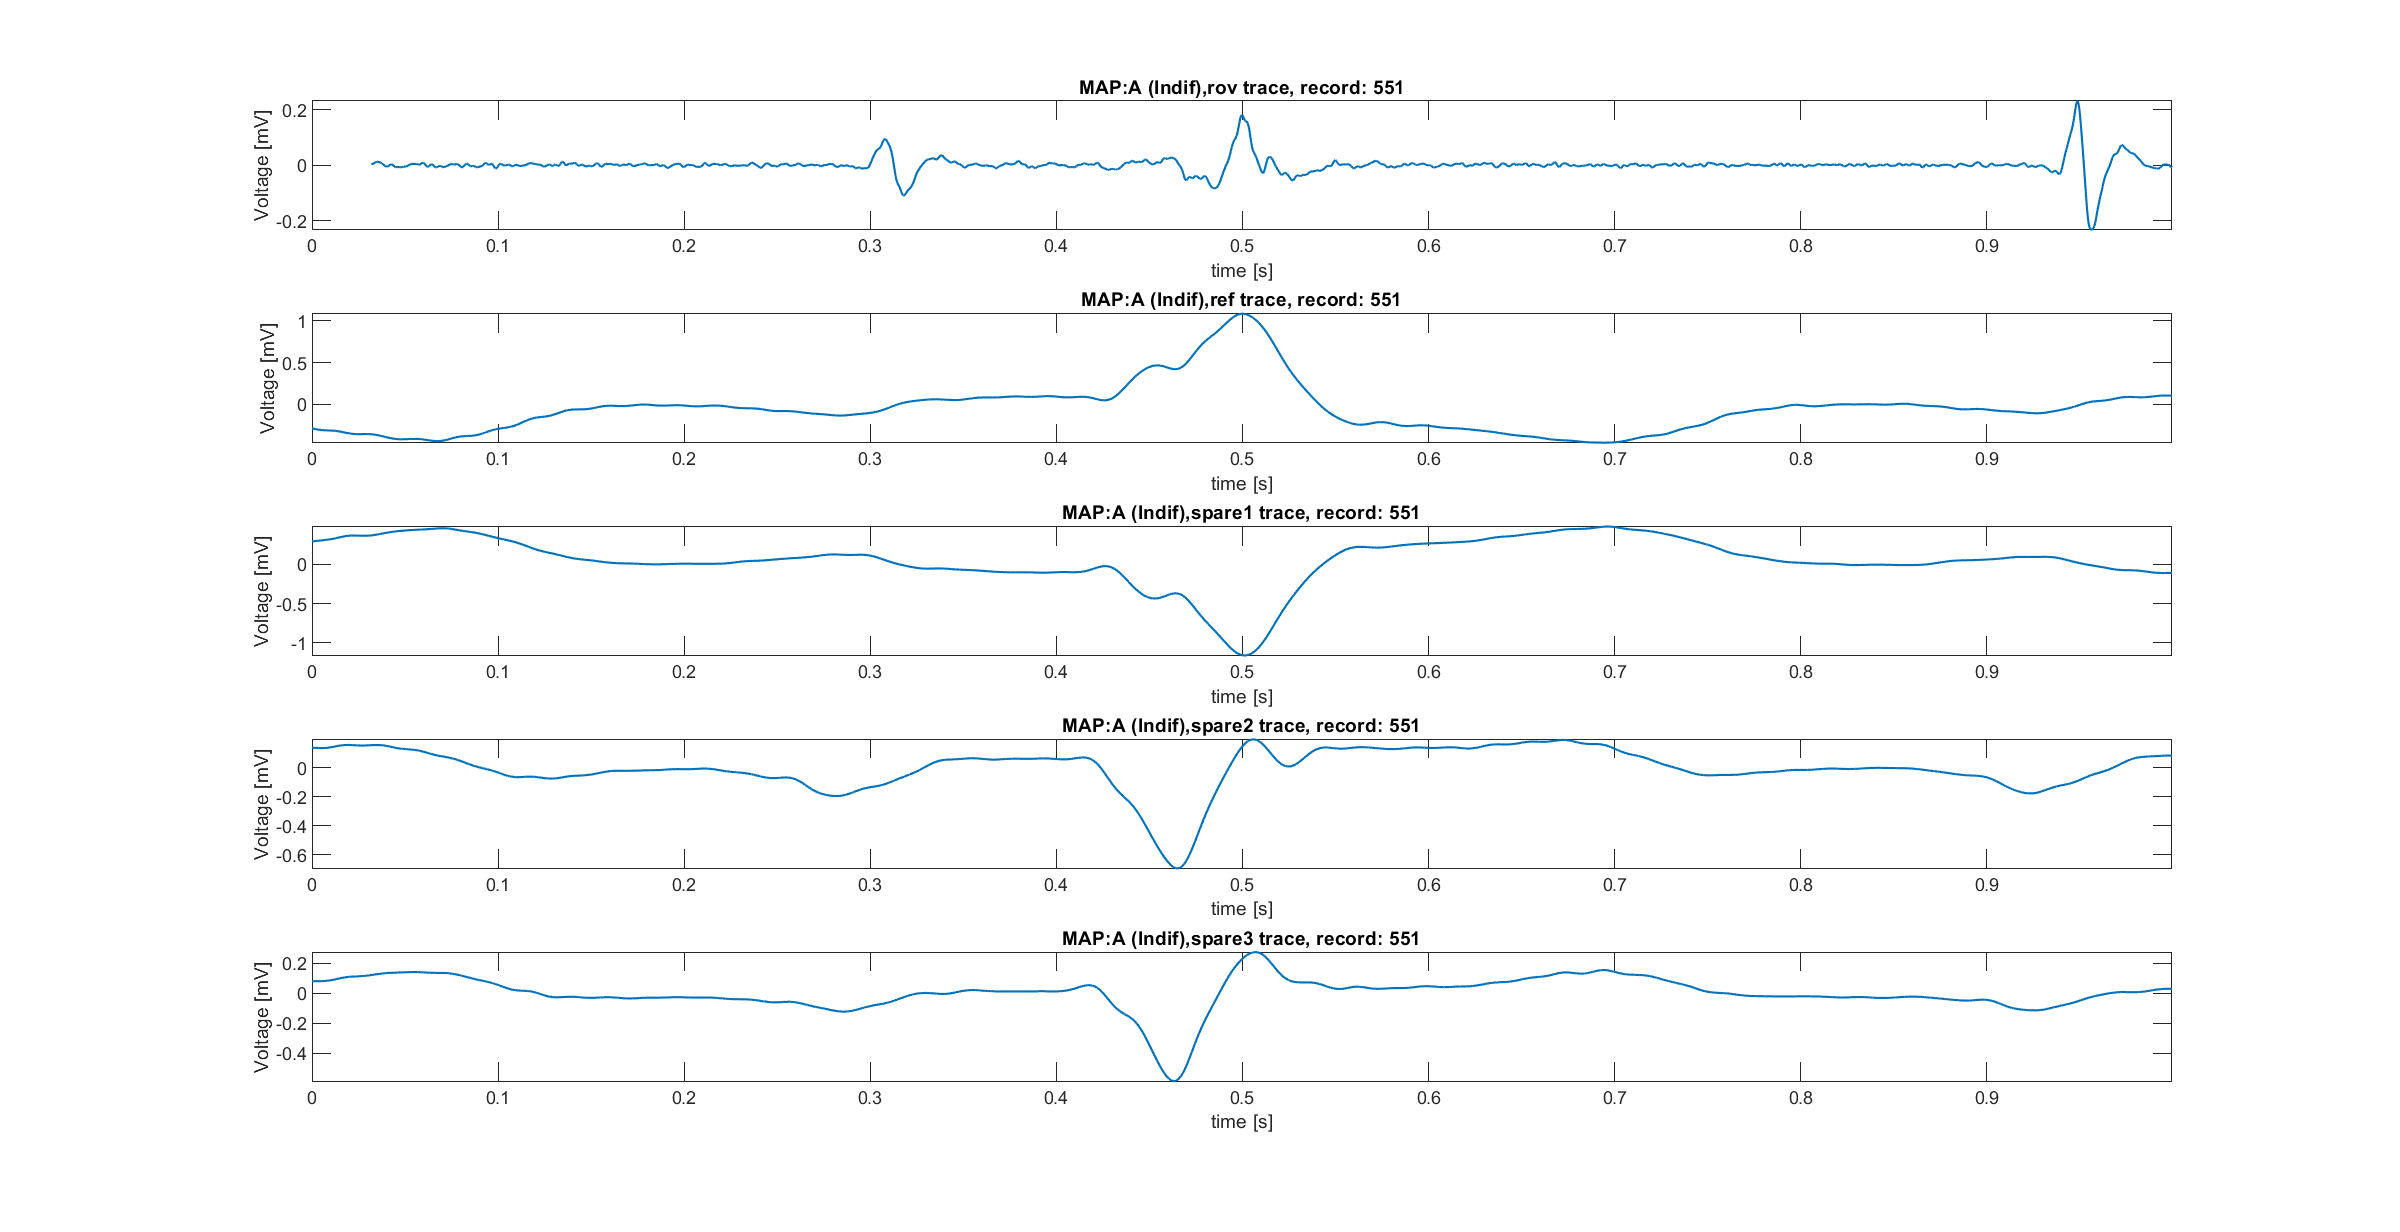 MAP:A (Indif),rov trace, record: 551
Voltage [mV]
0.2
0
-0.2
0 0.1 0.2 0.3 0.4 0.5 0.6 0.7 0.8 0.9
time [s]
MAP:A (Indif),ref trace, record: 551
Voltage [mV]
1
0.5
0
0 0.1 0.2 0.3 0.4 0.5 0.6 0.7 0.8 0.9
time [s]
MAP:A (Indif),spare1 trace, record: 551
Voltage [mV]
0
-0.5
-1
0 0.1 0.2 0.3 0.4 0.5 0.6 0.7 0.8 0.9
time [s]
MAP:A (Indif),spare2 trace, record: 551
Voltage [mV]
0
-0.2
-0.4
-0.6
0 0.1 0.2 0.3 0.4 0.5 0.6 0.7 0.8 0.9
time [s]
MAP:A (Indif),spare3 trace, record: 551
Voltage [mV]
0.2
0
-0.2
-0.4
0 0.1 0.2 0.3 0.4 0.5 0.6 0.7 0.8 0.9
time [s]